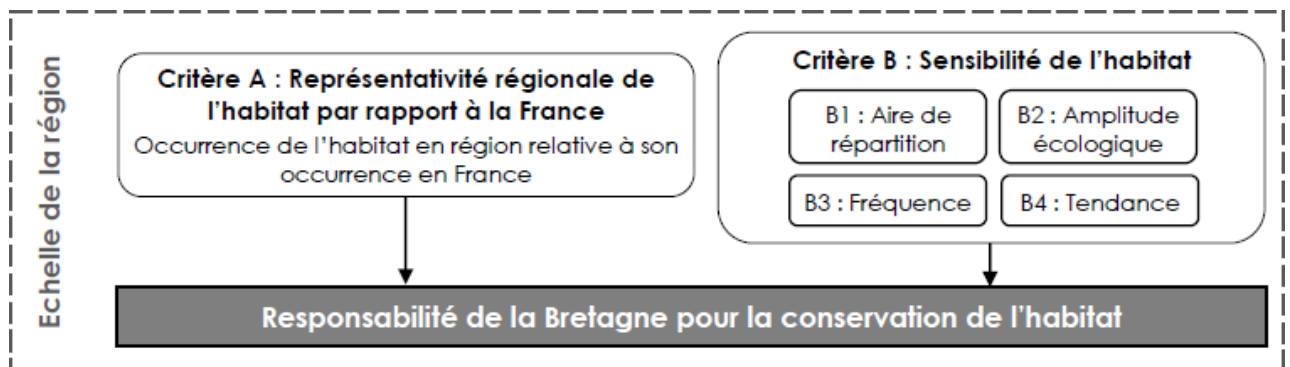 Echelle de la région
Critère A : Représentativité régionale de
l'habitat par rapport à la France
Occurrence de l'habitat en région relative à son
occurrence en France
Critère B : Sensibilité de l'habitat
B1 : Aire de
répartition
B2 : Amplitude
écologique
B3 : Fréquence
B4 : Tendance
Responsabilité de la Bretagne pour la conservation de l'habitat